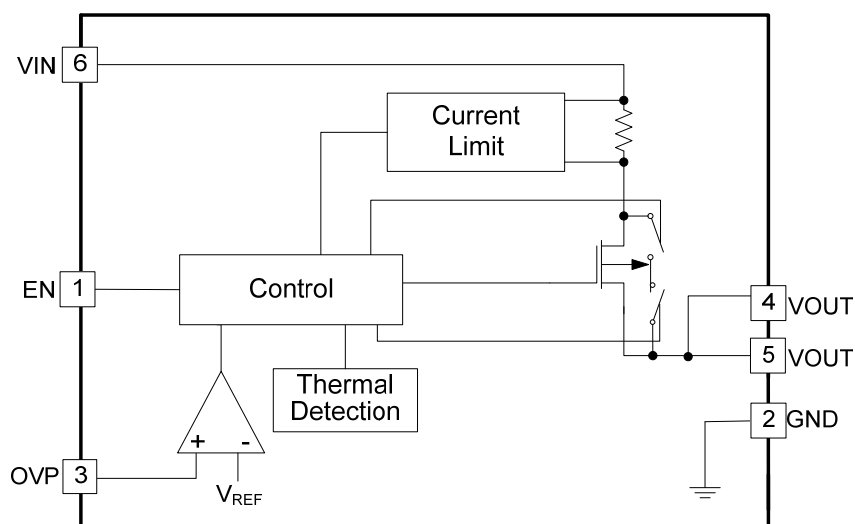 VIN 6
Current
Limit
EN 1
Control
4 VOUT
5 VOUT
Thermal
Detection
2 GND
+ -
OVP 3
VREF